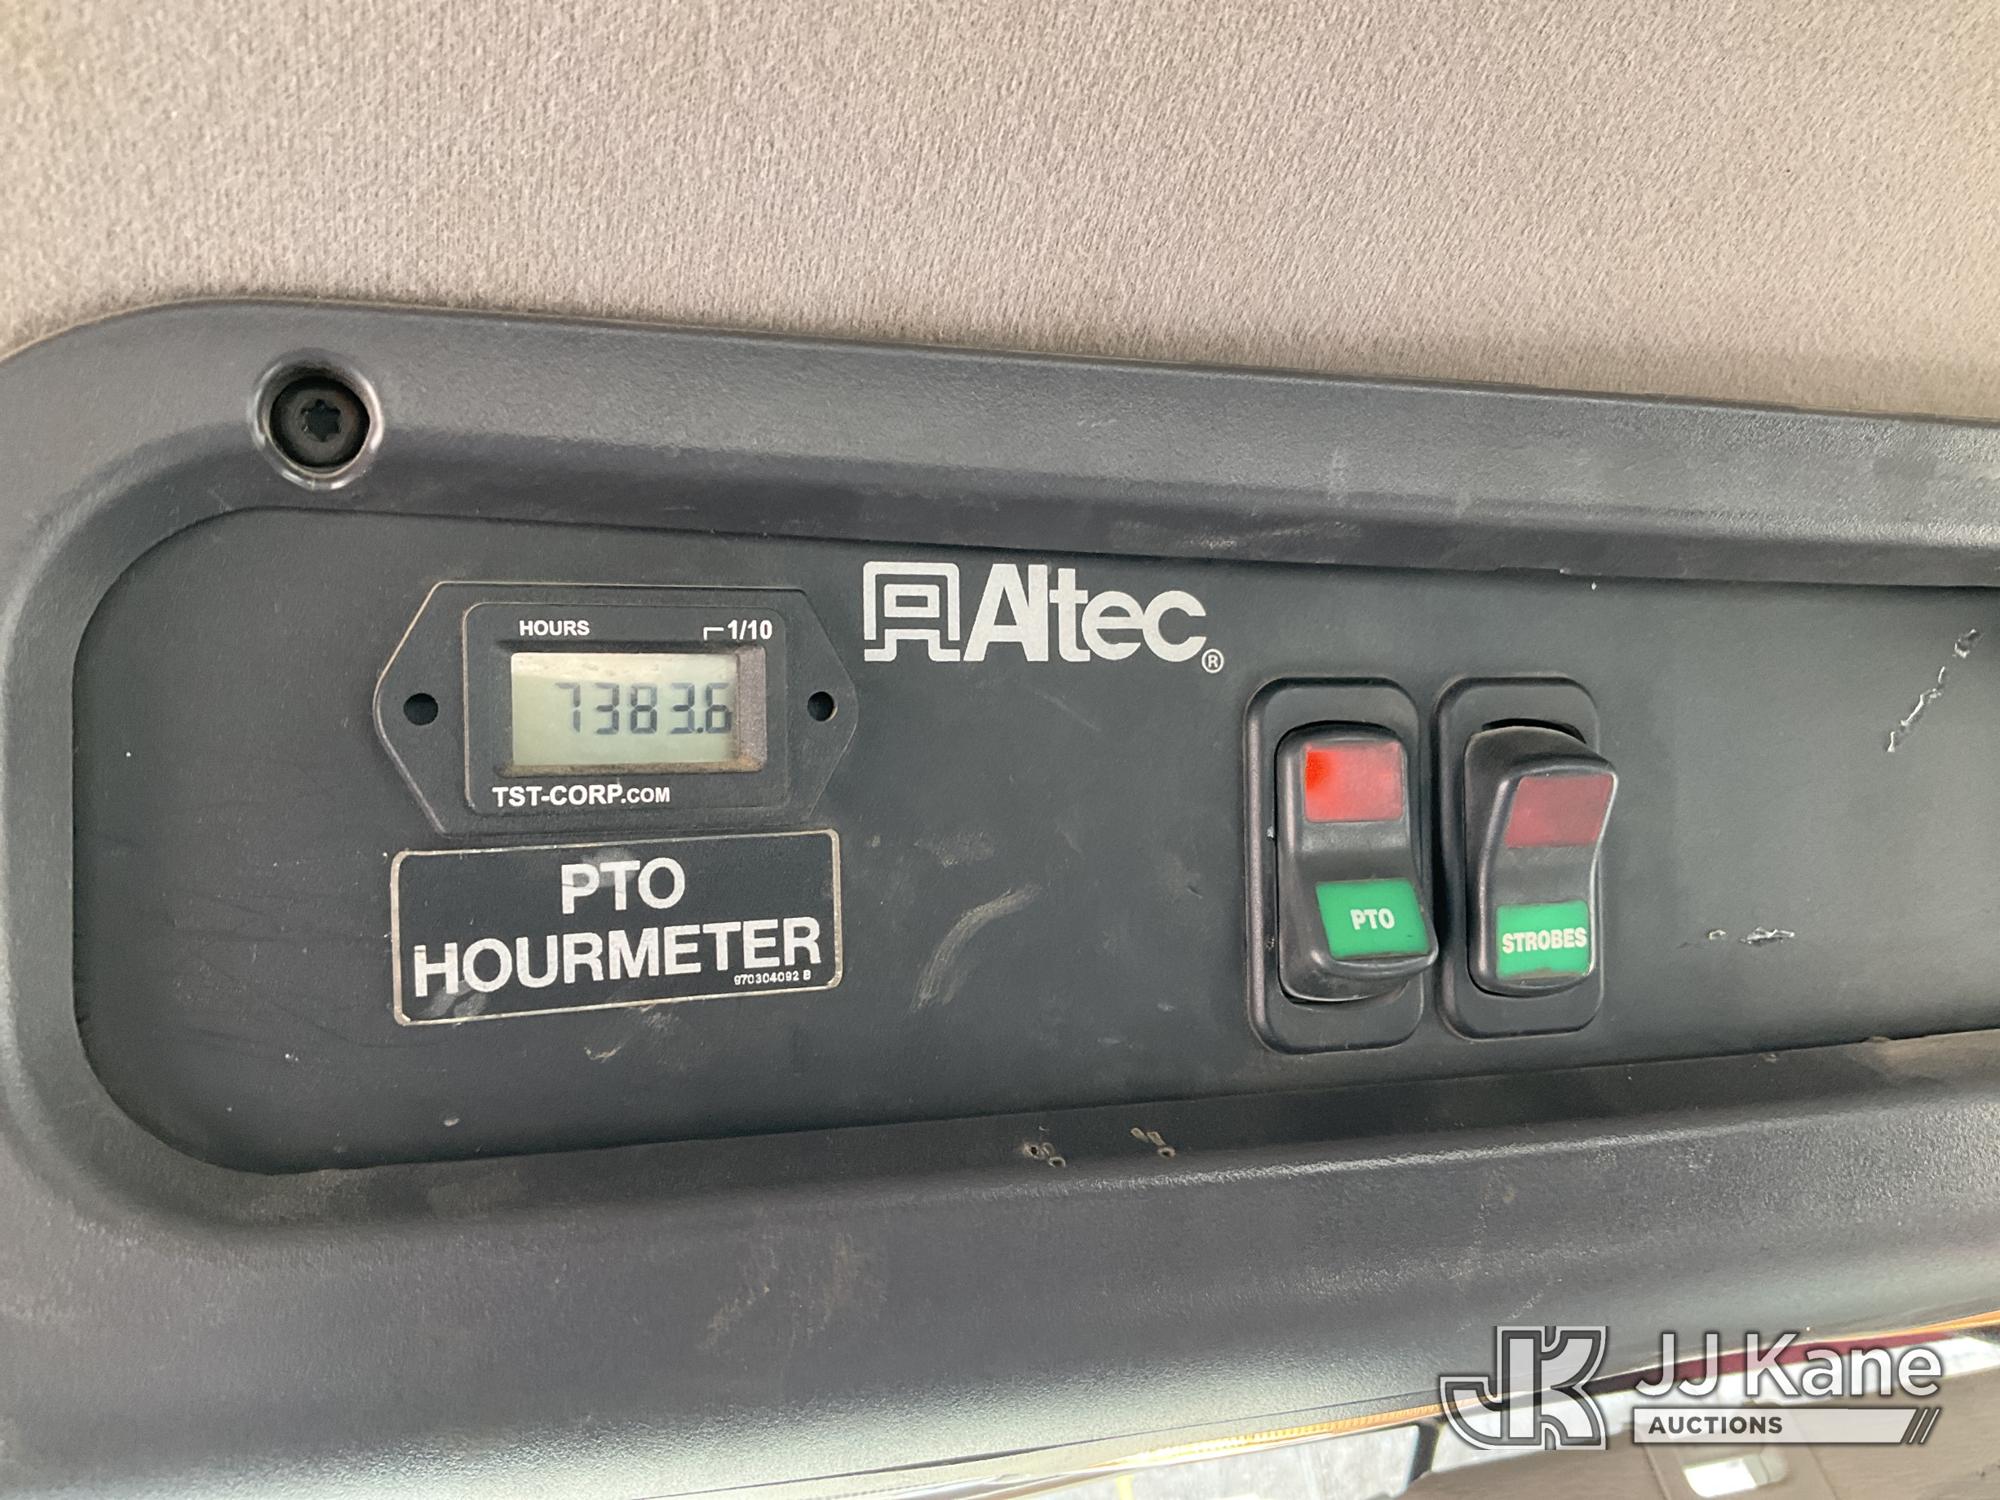 HOURS 1/10
7383.6
TST-CORP.COM
PTO
HOURMETER
970304092 B
Altec®
PTO
STROBES
JJ Kane
AUCTIONS